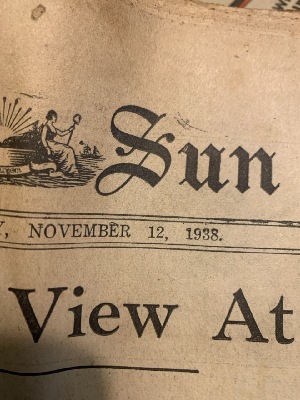 Sun
NOVEMBER 12, 1938.
View At